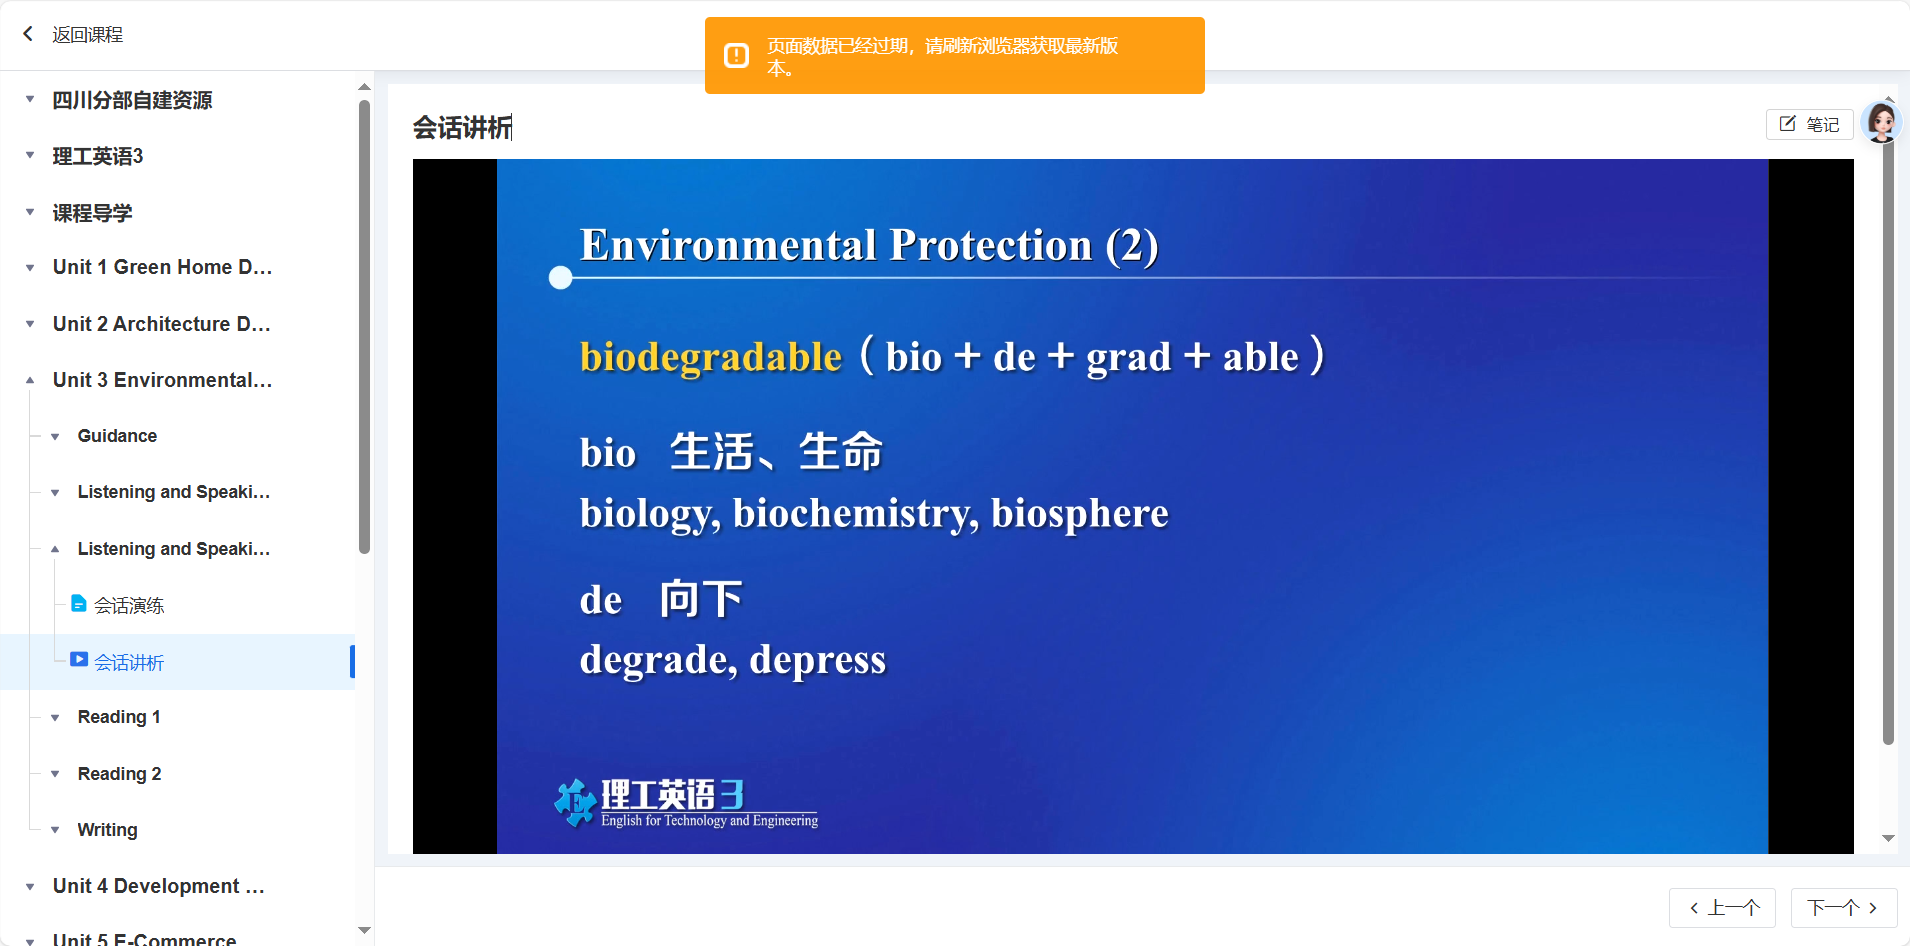 返回课程
页面数据已经过期，请刷新浏览器获取最新版
本。
四川分部自建资源
理工英语3
课程导学
Unit 1 Green Home D...
Unit 2 Architecture D...
Unit 3 Environmental...
Guidance
Listening and Speaki...
Listening and Speaki...
会话演练
会话讲析
Reading 1
Reading 2
Writing
Unit 4 Development ...
Unit 5 E-Commerce
会话讲析
笔记
Environmental Protection (2)
biodegradable（bio + de + grad + able）
bio 生活、生命
biology, biochemistry, biosphere
de 向下
degrade, depress
理工英语3
English for Technology and Engineering
上一个
下一个